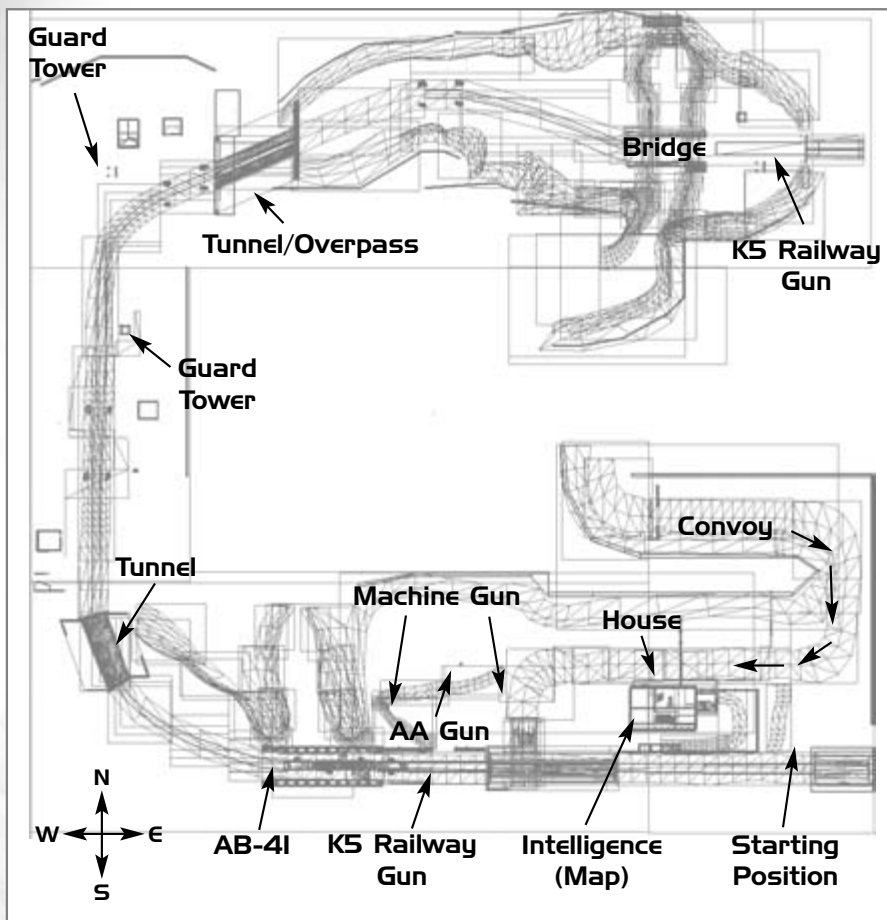 Guard
Tower
Bridge
Tunnel/Overpass
K5 Railway
Gun
Guard
Tower
Convoy
Tunnel
Machine Gun
House
AA Gun
N
W
E
S
AB-41
K5 Railway
Gun
Intelligence
(Map)
Starting
Position